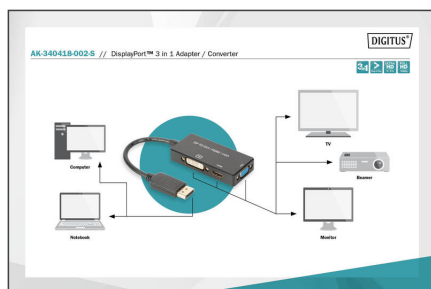 DIGITUS®
AK-340418-002-S // DisplayPort™ 3 in 1 Adapter / Converter
Computer
Notebook
TV
Beamer
Monitor